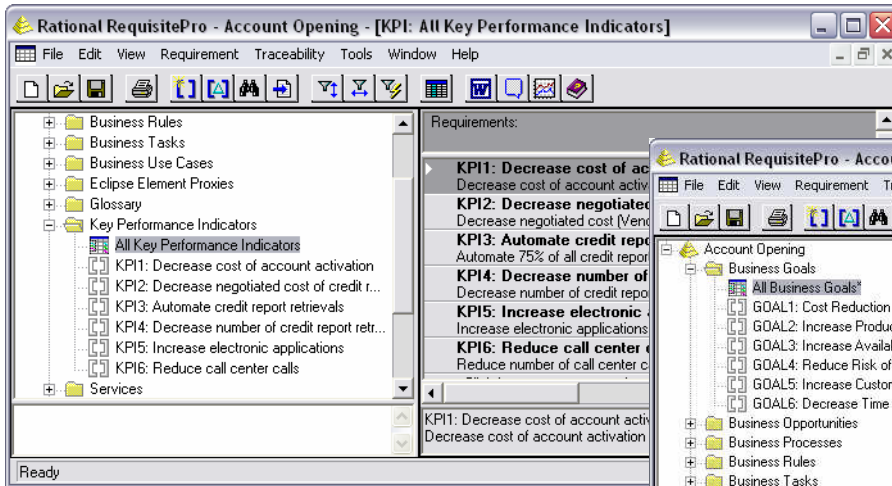 Rational RequisitePro - Account Opening - [KPI: All Key Performance Indicators]
File Edit View Requirement Traceability Tools Window Help
Business Rules
Business Tasks
Business Use Cases
Eclipse Element Proxies
Glossary
Key Performance Indicators
All Key Performance Indicators
KPI1: Decrease cost of account activation
KPI2: Decrease negotiated cost of credit r...
KPI3: Automate credit report retrievals
KPI4: Decrease number of credit report retr...
KPI5: Increase electronic applications
KPI6: Reduce call center calls
Services
Requirements:
KPI1: Decrease cost of ac
Decrease cost of account activ
KPI2: Decrease negotiated
Decrease negotiated cost (Venc
KPI3: Automate credit repo
Automate 75% of all credit repor
KPI4: Decrease number of
Decrease number of credit repo
KPI5: Increase electronic
Increase electronic applications
KPI6: Reduce call center
Reduce number of call center c
KPI1: Decrease cost of account activ
Decrease cost of account activation
Ready
Rational RequisitePro - Accou
File Edit View Requirement Tr
Account Opening
Business Goals
All Business Goals*
GOAL1: Cost Reduction
GOAL2: Increase Produc
GOAL3: Increase Availal
GOAL4: Reduce Risk of
GOAL5: Increase Custor
GOAL6: Decrease Time
Business Opportunities
Business Processes
Business Rules
Business Tasks